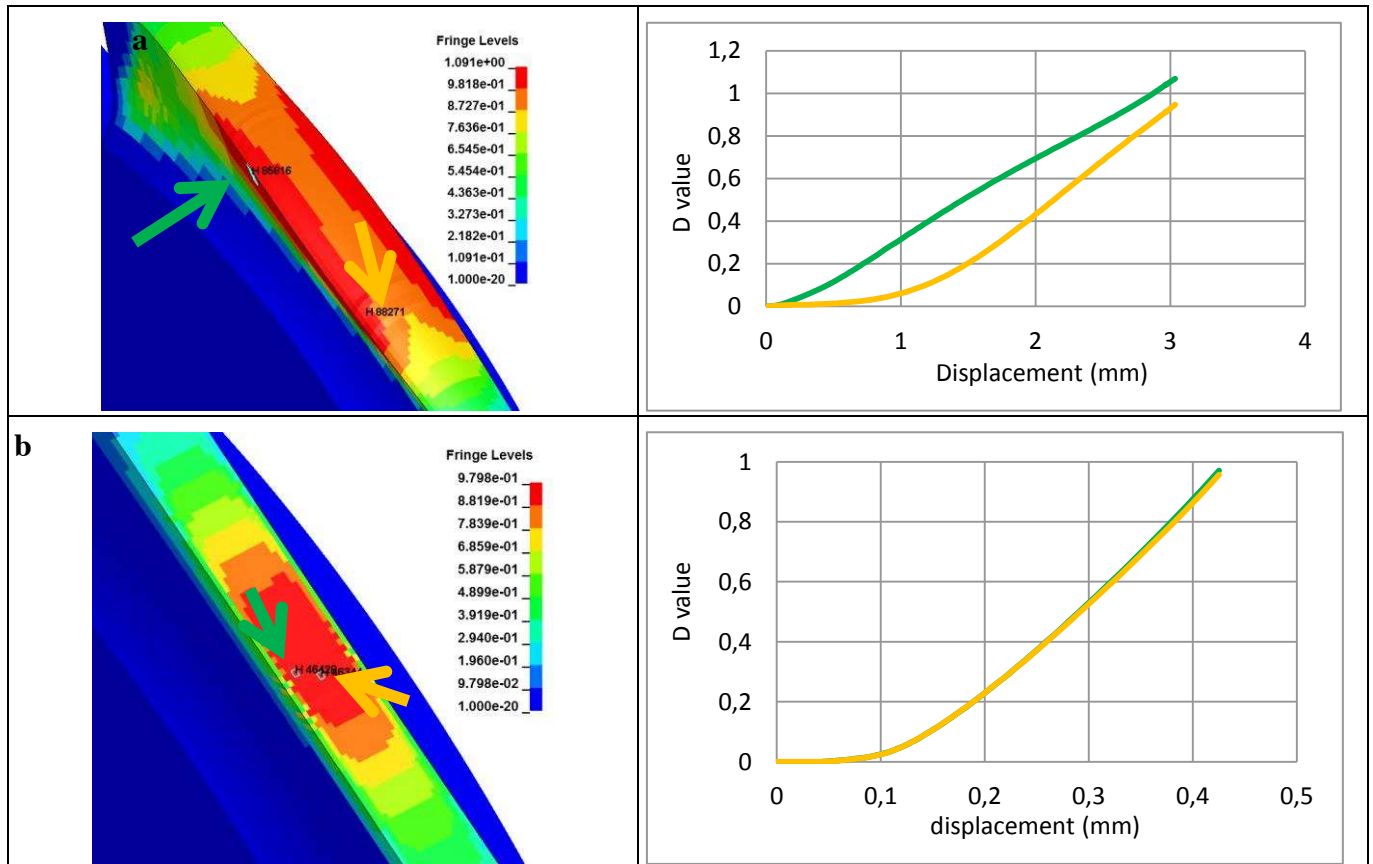 a
Fringe Levels
1.091e+00
9.818e-01
8.727e-01
7.636e-01
6.545e-01
5.454e-01
4.363e-01
3.273e-01
2.182e-01
1.091e-01
1.000e-20
H 88271
1,2
1
0,8
0,6
0,4
0,2
0
D value
0 1 2 3 4
Displacement (mm)
b
Fringe Levels
9.798e-01
8.819e-01
7.839e-01
6.859e-01
5.879e-01
4.899e-01
3.919e-01
2.940e-01
1.960e-01
9.798e-02
1.000e-20
1
0,8
0,6
0,4
0,2
0
D value
0 0,1 0,2 0,3 0,4 0,5
displacement (mm)